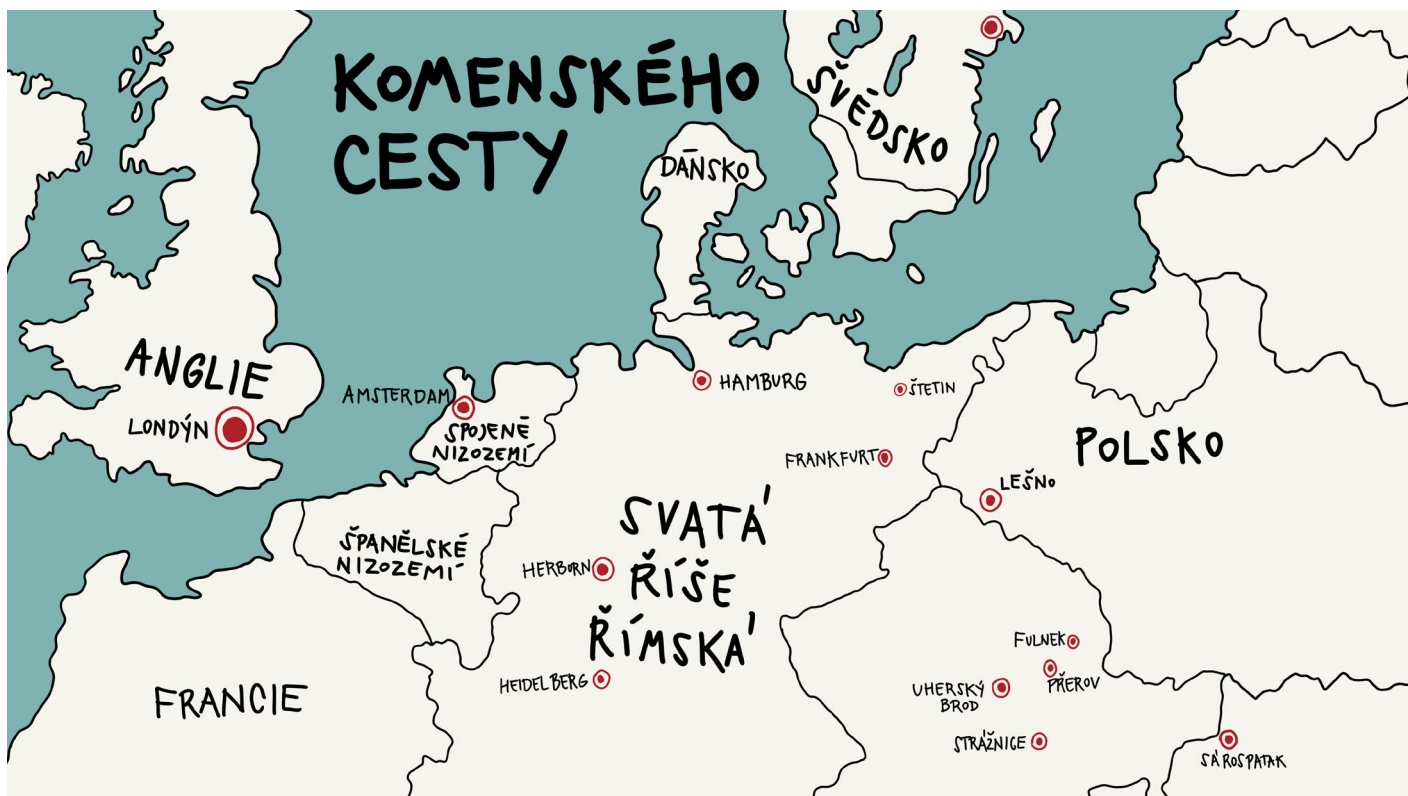 KOMENSKÉHO
CESTY
ŠVÉDSKO
DÁNSKO
ANGLIE
LONDÝN
AMSTERDAM
SPOJENÉ
NIZOZEMÍ
HAMBURG
ŠTETIN
FRANKFURT
POLSKO
LEŠNO
SVATÁ
ŘÍŠE
ŘÍMSKÁ
ŠPANĚLSKÉ
NIZOZEMÍ
HERBORN
HEIDELBERG
FRANCIE
FULNEK
PŘEROV
UHERSKÝ
BROD
STRÁŽNICE
SÁROSPATAK